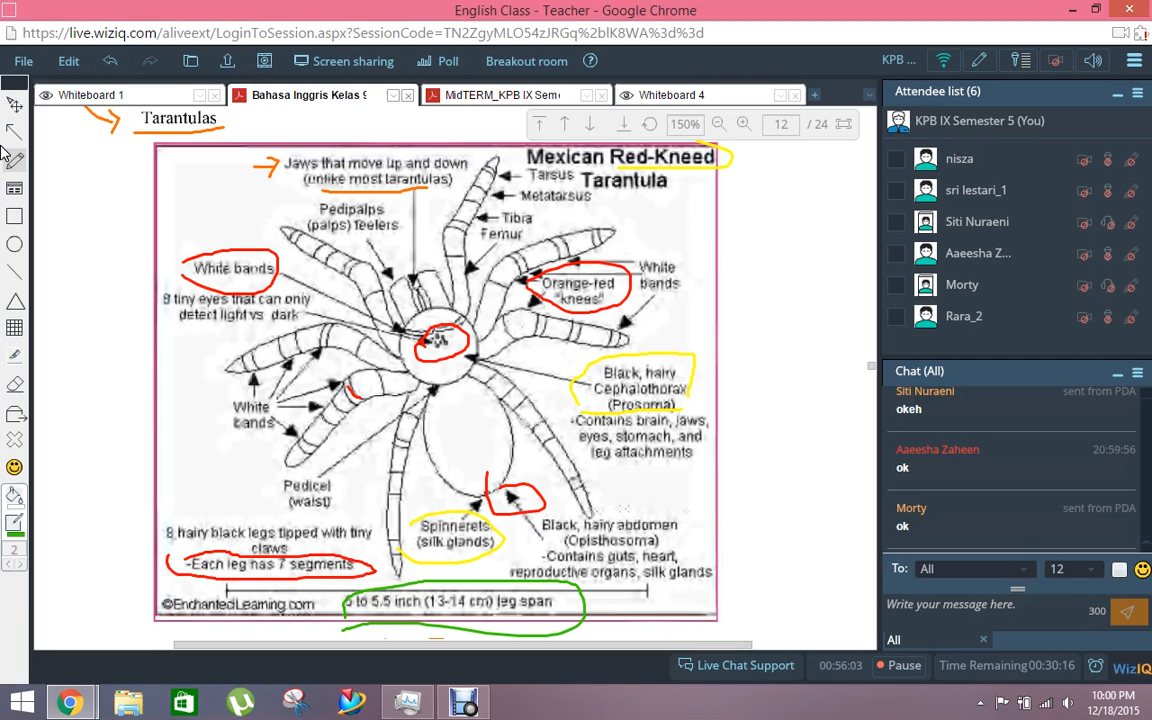 English Class - Teacher - Google Chrome
https://live.wiziq.com/aliveext/LoginToSession.aspx?SessionCode=TN2ZgyMLO54zJRGq%2blK8WA%3d%3d
File Edit Screen sharing Poll Breakout room KPB ...
Whiteboard 1
Bahasa Inggris Kelas 9
MidTERM_KPB IX Sem
Whiteboard 4
Tarantulas
150%
12 / 24
Mexican Red-Kneed
Tarantula
Jaws that move up and down
(unlike most tarantulas)
Tarsus
Metatarsus
Tibia
Femur
Pedipalps
(palps) feelers
White bands
8 tiny eyes that can only
detect light vs dark
Orange-red
"knees"
White
bands
Black, hairy
Cephalothorax
(Prosoma)
-Contains brain, jaws,
eyes, stomach, and
leg attachments
White
bands
Pedicel
(waist)
Spinnerets
(silk glands)
Black, hairy abdomen
(Opisthosoma)
-Contains guts, heart,
reproductive organs, silk glands
8 hairy black legs tipped with tiny
claws
-Each leg has 7 segments
to 5.5 inch (13-14 cm) leg span
©EnchantedLearning.com
2
Attendee list (6)
KPB IX Semester 5 (You)
nisza
sri lestari_1
Siti Nuraeni
Aaeesha Z...
Morty
Rara_2
Chat (All)
Siti Nuraeni sent from PDA
okeh
Aaeesha Zaheen 20:59:56
ok
Morty sent from PDA
ok
To: All 12
Write your message here.
300
All
Live Chat Support 00:56:03 Pause Time Remaining00:30:16 WizIQ
10:00 PM
12/18/2015